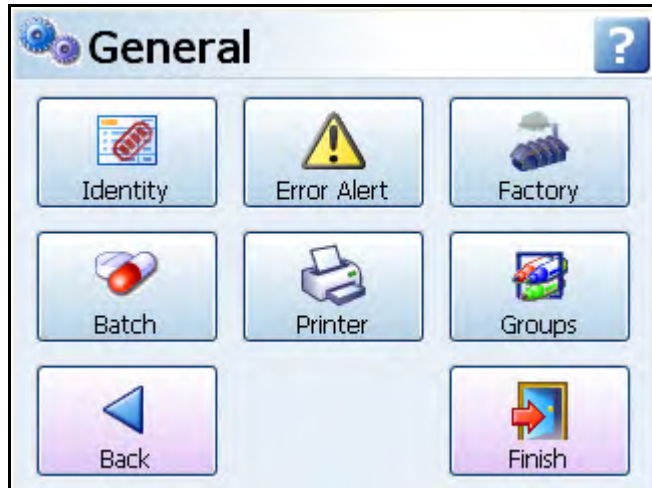 General
?
Identity
Error Alert
Factory
Batch
Printer
Groups
Back
Finish